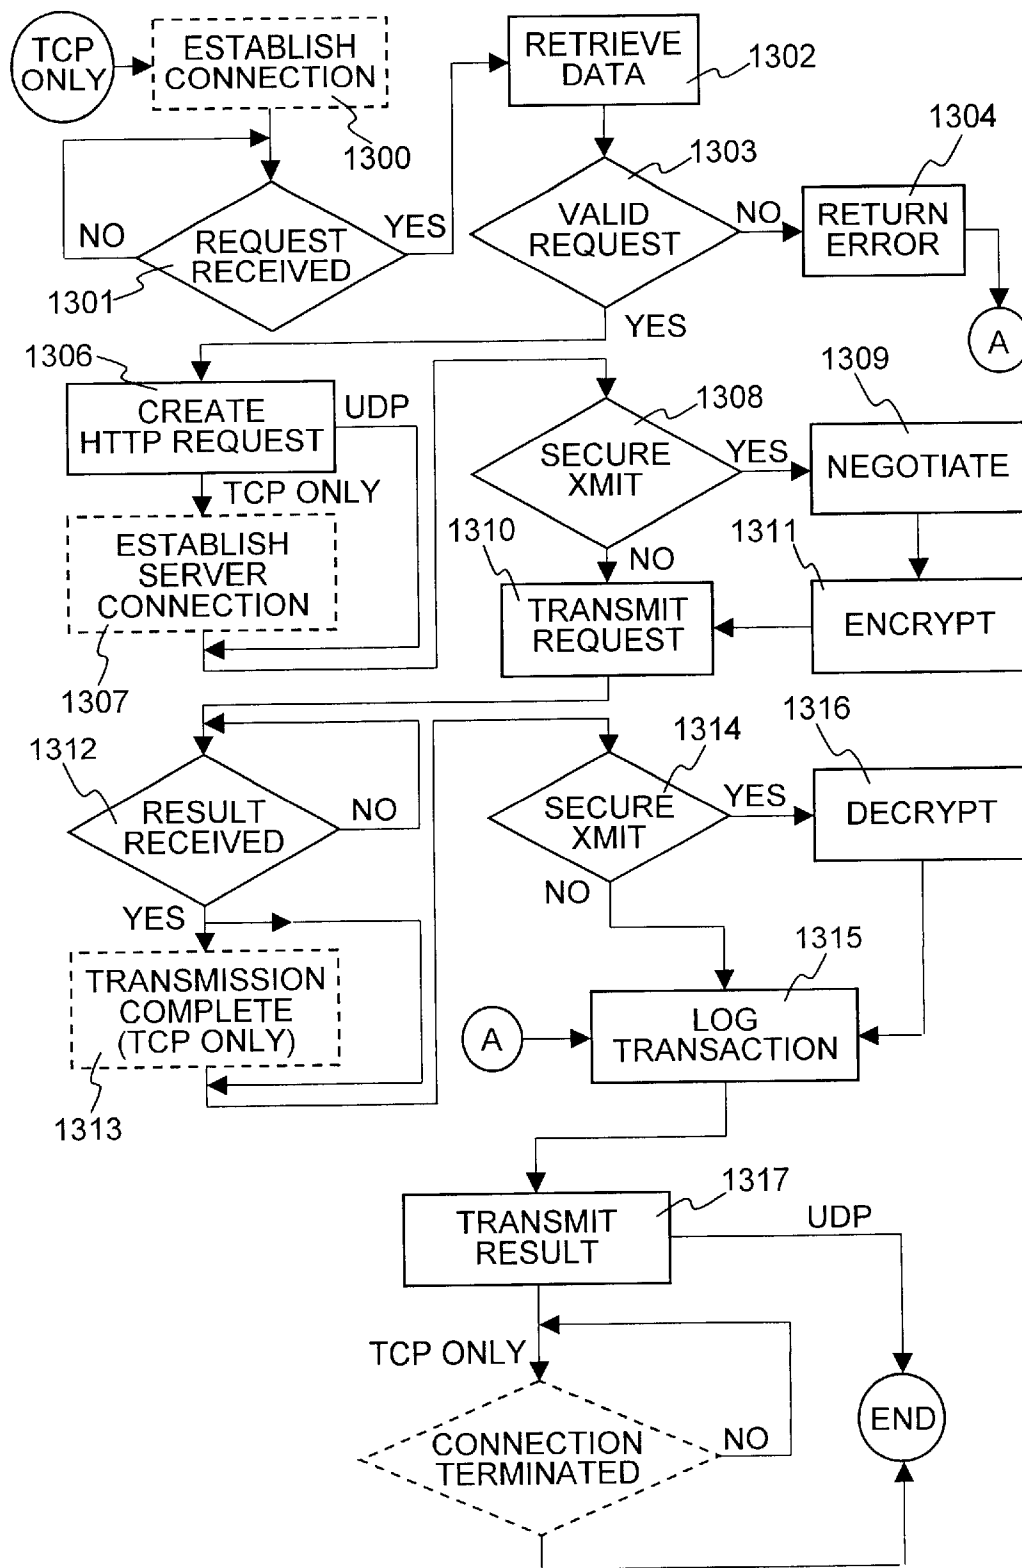 TCP
ONLY
ESTABLISH
CONNECTION
1300
RETRIEVE
DATA
1302
1304
1303
NO
REQUEST
RECEIVED
YES
1301
VALID
REQUEST
NO
RETURN
ERROR
A
YES
1306
CREATE
HTTP REQUEST
UDP
TCP ONLY
ESTABLISH
SERVER
CONNECTION
1307
1308
SECURE
XMIT
YES
1309
NEGOTIATE
NO
1310
TRANSMIT
REQUEST
1311
ENCRYPT
1312
RESULT
RECEIVED
NO
YES
TRANSMISSION
COMPLETE
(TCP ONLY)
1313
1314
SECURE
XMIT
YES
1316
DECRYPT
NO
1315
A
LOG
TRANSACTION
1317
TRANSMIT
RESULT
UDP
TCP ONLY
CONNECTION
TERMINATED
NO
END